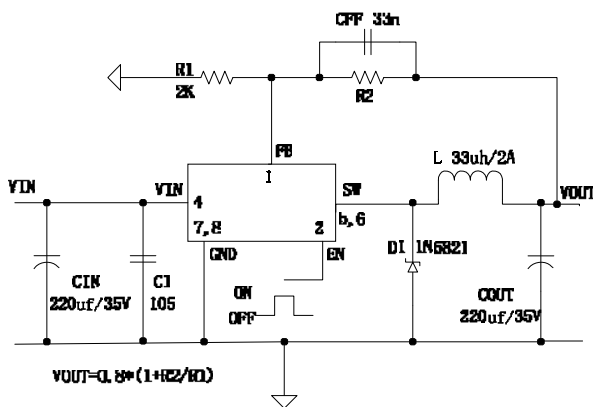 CFF 33n
R1
2K
R2
FB
1
L 33uh/2A
VIN
VIN
4
SW
VOUT
7,8
2
b,6
GND
EN
D1 1N5821
CIN
220uf/35V
C1
105
ON
OFF
COUT
220uf/35V
VOUT=0.8*(1+R2/R1)